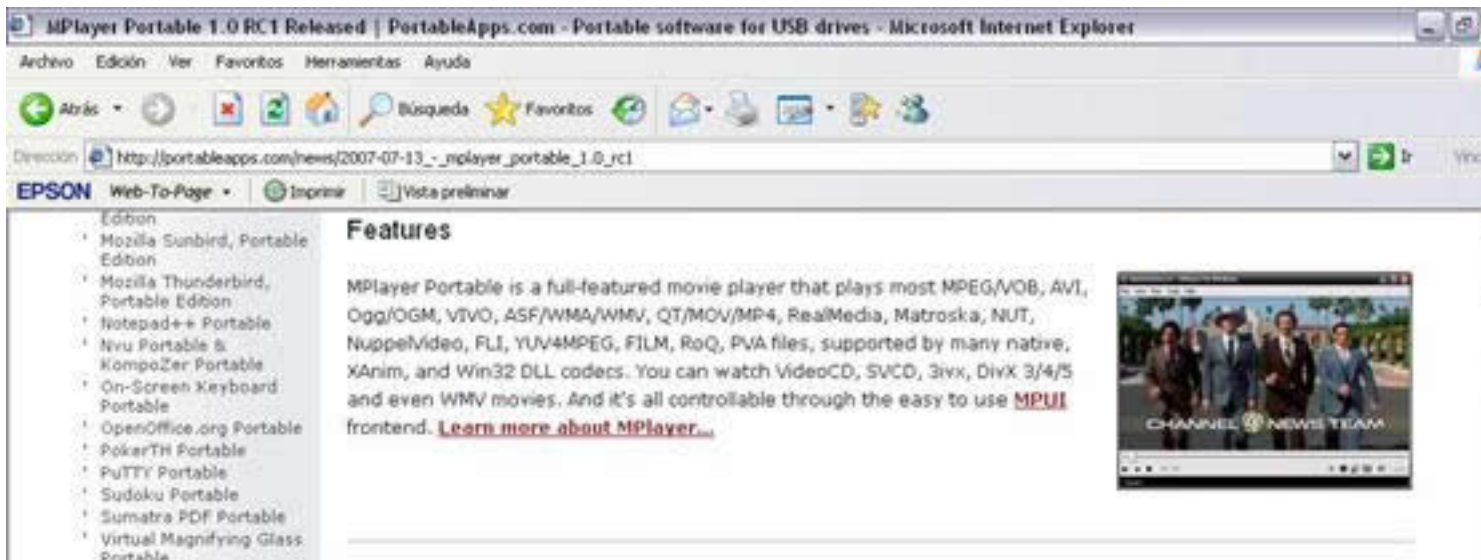 MPlayer Portable 1.0 RC1 Released | PortableApps.com - Portable software for USB drives - Microsoft Internet Explorer
Archivo Edición Ver Favoritos Herramientas Ayuda
Atrás Búsqueda Favoritos
Dirección http://portableapps.com/news/2007-07-13_-_mplayer_portable_1.0_rc1 Ir
EPSON Web-To-Page Imprimir Vista preliminar
Edition
Mozilla Sunbird, Portable
Edition
Mozilla Thunderbird,
Portable Edition
Notepad++ Portable
Nvu Portable &
KompoZer Portable
On-Screen Keyboard
Portable
OpenOffice.org Portable
PokerTH Portable
PuTTY Portable
Sudoku Portable
Sumatra PDF Portable
Virtual Magnifying Glass
Portable
Features
MPlayer Portable is a full-featured movie player that plays most MPEG/VOB, AVI,
Ogg/OGM, VIVO, ASF/WMA/WMV, QT/MOV/MP4, RealMedia, Matroska, NUT,
NuppelVideo, FLI, YUV4MPEG, FILM, RoQ, PVA files, supported by many native,
XAnim, and Win32 DLL codecs. You can watch VideoCD, SVCD, 3ivx, DivX 3/4/5
and even WMV movies. And it's all controllable through the easy to use MPUI
frontend. Learn more about MPlayer...
CHANNEL 4 NEWS TEAM